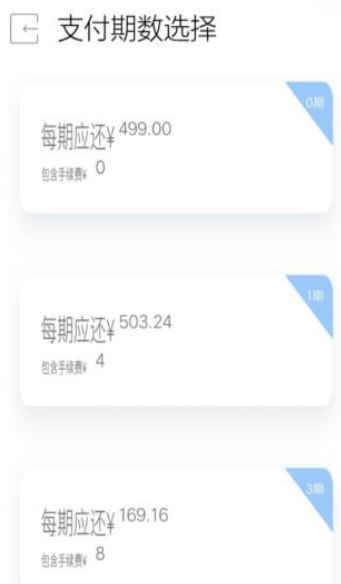 支付期数选择
0期
每期应还¥ 499.00
包含手续费¥ 0
1期
每期应还¥ 503.24
包含手续费¥ 4
3期
每期应还¥ 169.16
包含手续费¥ 8